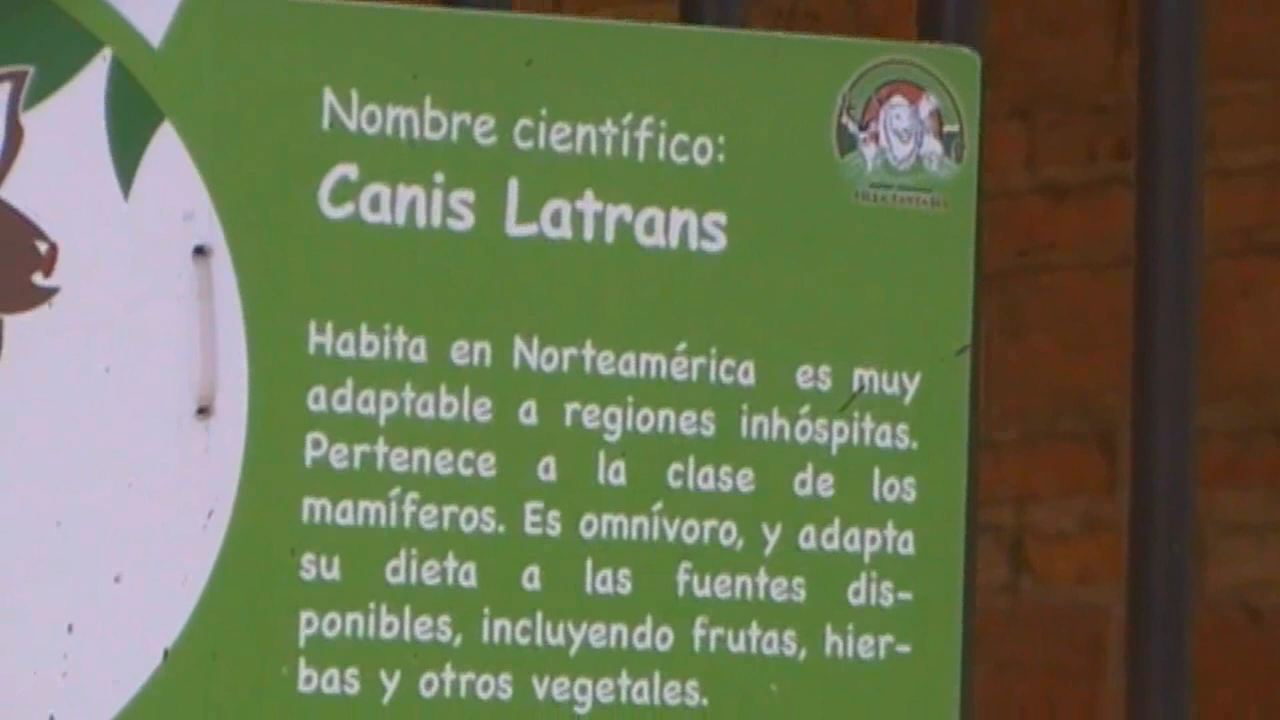 Nombre científico:
Canis Latrans
Habita en Norteamérica es muy
adaptable a regiones inhóspitas.
Pertenece a la clase de los
mamíferos. Es omnívoro, y adapta
su dieta a las fuentes dis-
ponibles, incluyendo frutas, hier-
bas y otros vegetales.